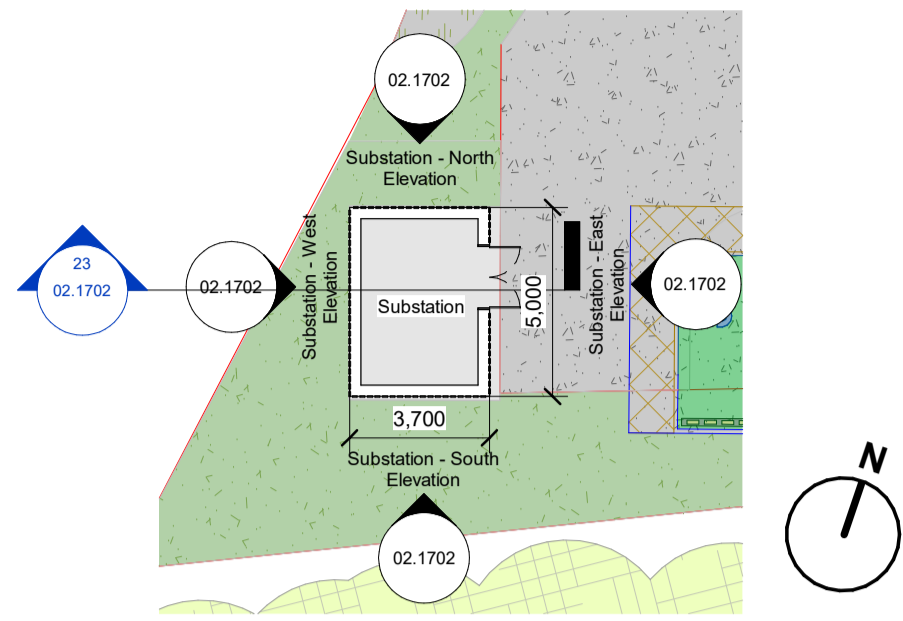 02.1702
Substation - North
Elevation
23
02.1702
02.1702
Substation - West
Elevation
Substation
5,000
Substation - East
Elevation
02.1702
3,700
Substation - South
Elevation
02.1702
N